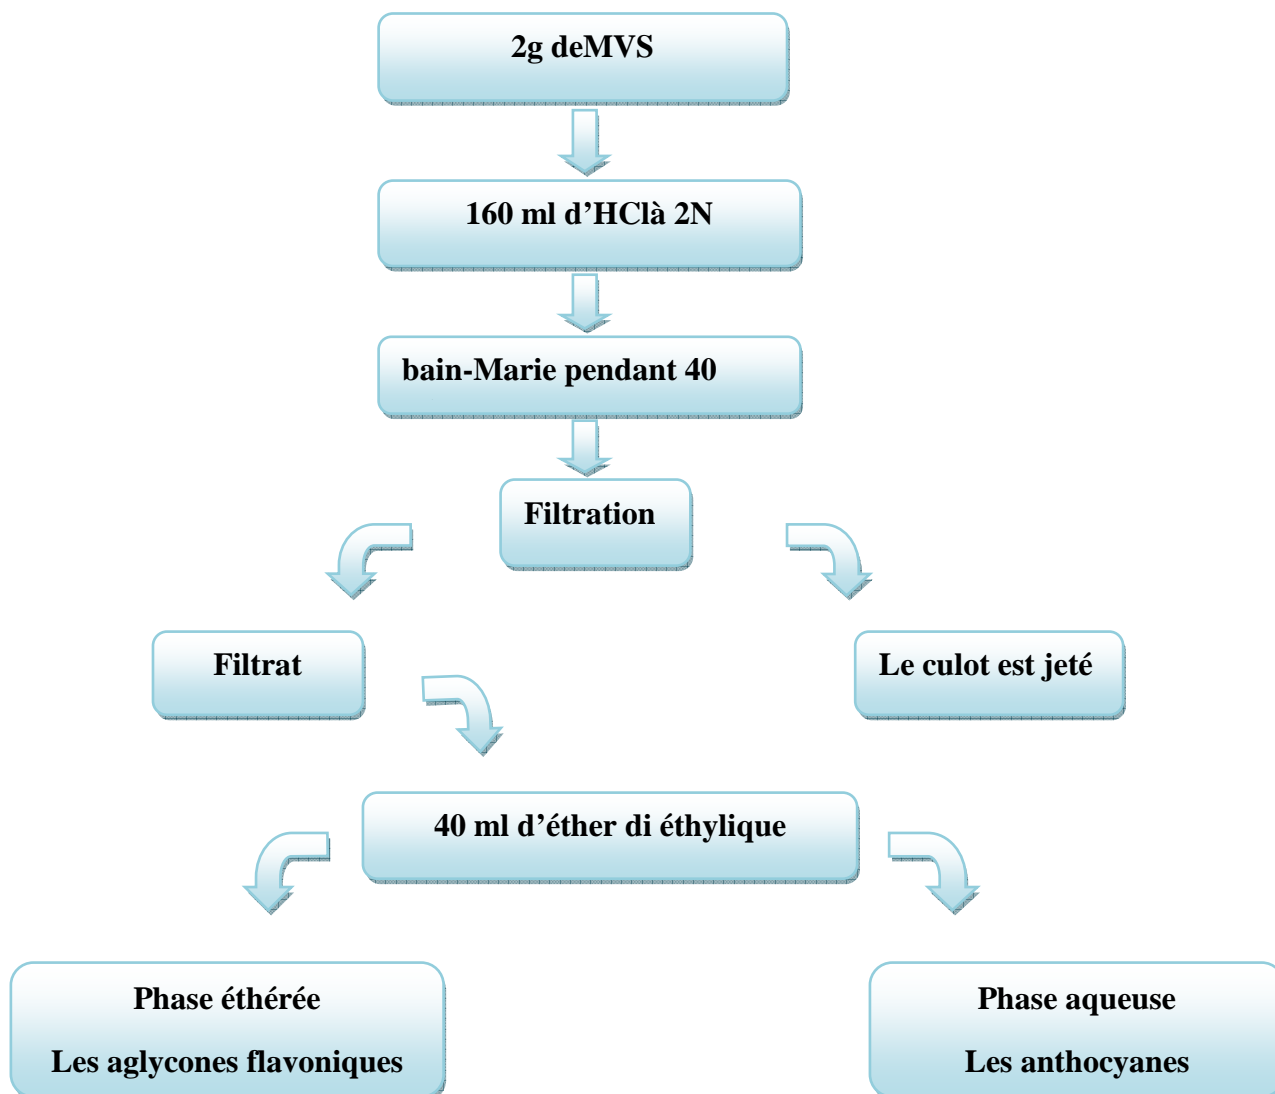 2g deMVS
160 ml d’HClà 2N
bain-Marie pendant 40
Filtration
Filtrat
Le culot est jeté
40 ml d’éther di éthylique
Phase éthérée
Les aglycones flavoniques
Phase aqueuse
Les anthocyanes